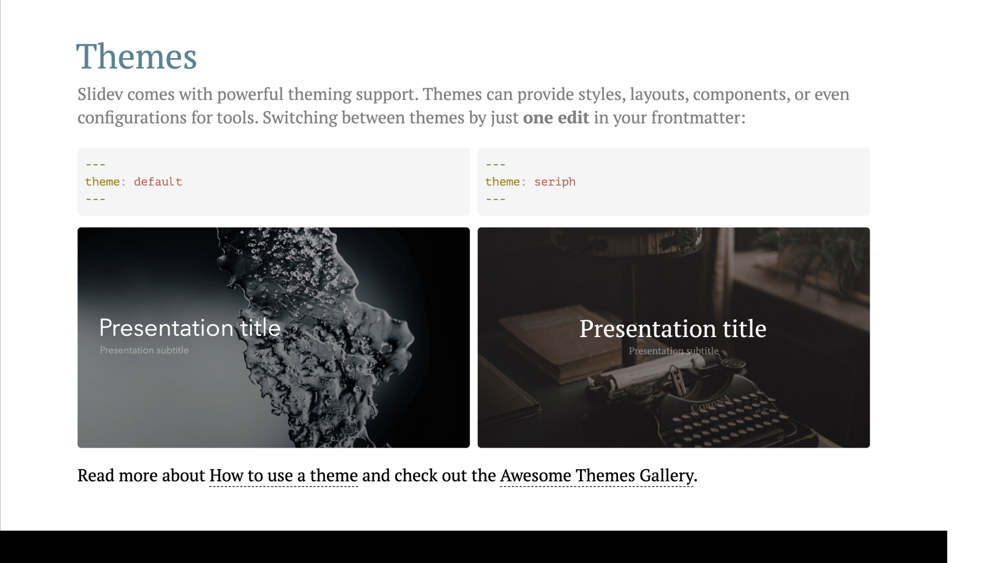 Themes
Slidev comes with powerful theming support. Themes can provide styles, layouts, components, or even
configurations for tools. Switching between themes by just one edit in your frontmatter:
---
theme: default
---
---
theme: seriph
---
Presentation title
Presentation subtitle
Presentation title
Presentation subtitle
CORONA
Read more about How to use a theme and check out the Awesome Themes Gallery.